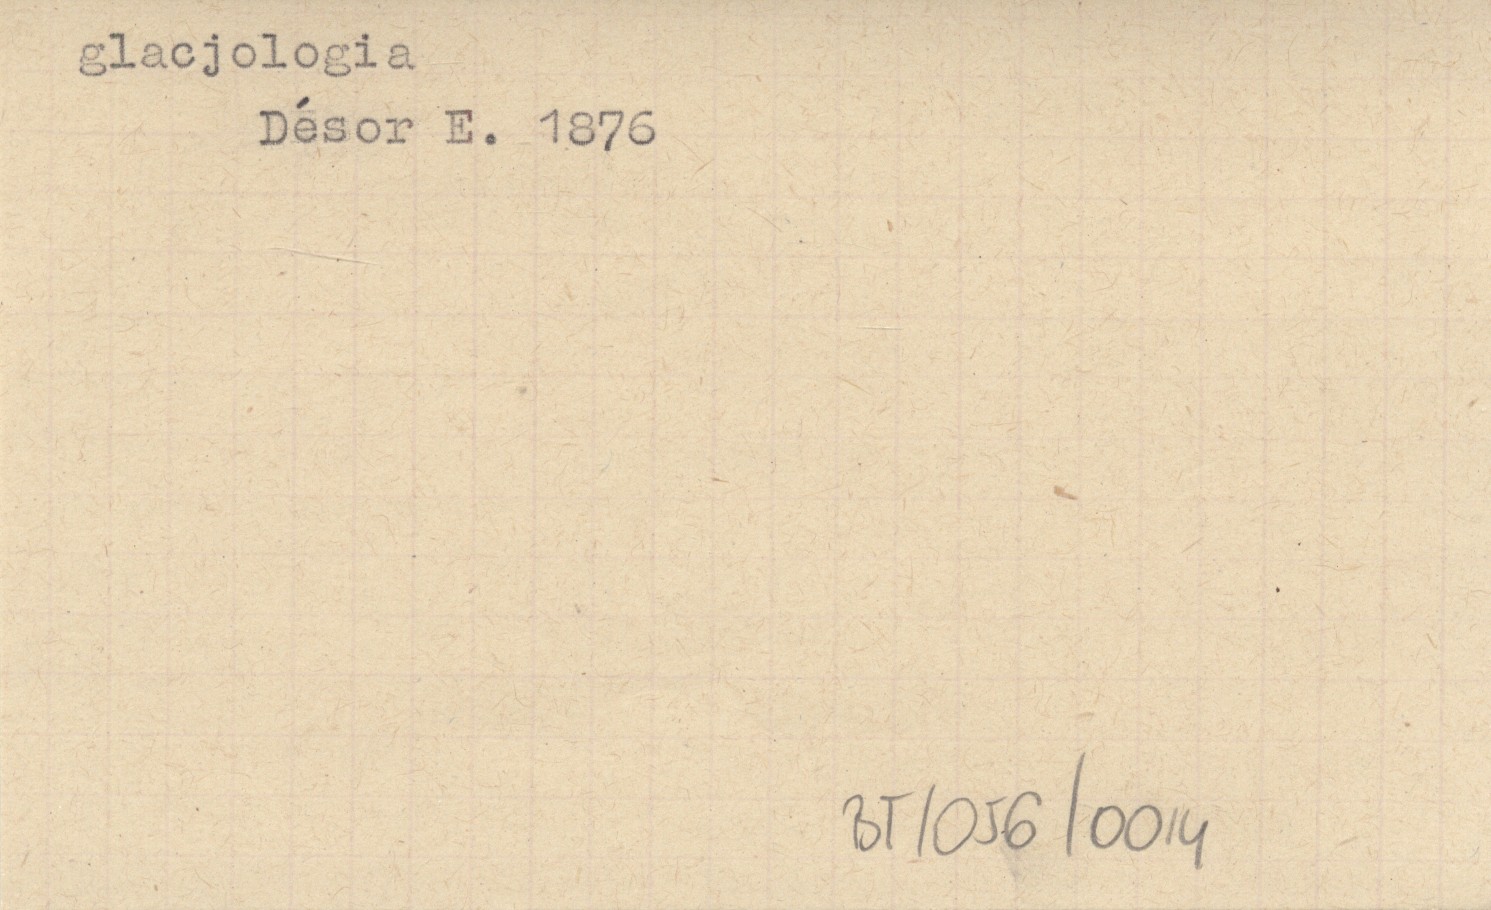 glacjologia
Désor E. 1876
BT/056/0014